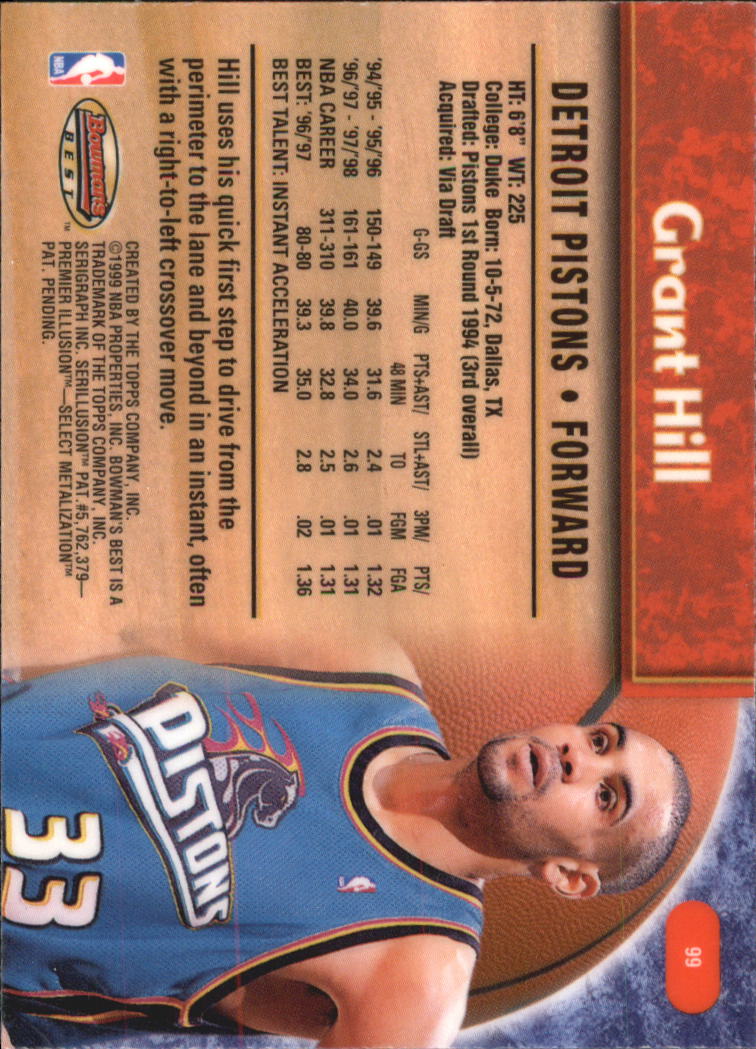 Grant Hill
99
DETROIT PISTONS • FORWARD
HT: 6'8" WT: 225
College: Duke Born: 10-5-72, Dallas, TX
Drafted: Pistons 1st Round 1994 (3rd overall)
Acquired: Via Draft
G-GS MIN/G PTS+AST/ 48 MIN STL+AST/ TO 3PM/ FGM PTS/ FGA
'94/'95 - '95/'96 150-149 39.6 31.6 2.4 .01 1.32
'96/'97 - '97/'98 161-161 40.0 34.0 2.6 .01 1.31
NBA CAREER 311-310 39.8 32.8 2.5 .01 1.31
BEST: '96/'97 80-80 39.3 35.0 2.8 .02 1.36
BEST TALENT: INSTANT ACCELERATION
Hill uses his quick first step to drive from the
perimeter to the lane and beyond in an instant, often
with a right-to-left crossover move.
NBA
Bowman's
BEST™
CREATED BY THE TOPPS COMPANY, INC.
©1999 NBA PROPERTIES, INC. BOWMAN'S BEST IS A
TRADEMARK OF THE TOPPS COMPANY, INC.
SERIGRAPH INC. SERILLUSION™ PAT. #5,762,379—
PREMIER ILLUSION™—SELECT METALIZATION™
PAT. PENDING.
PISTONS
33